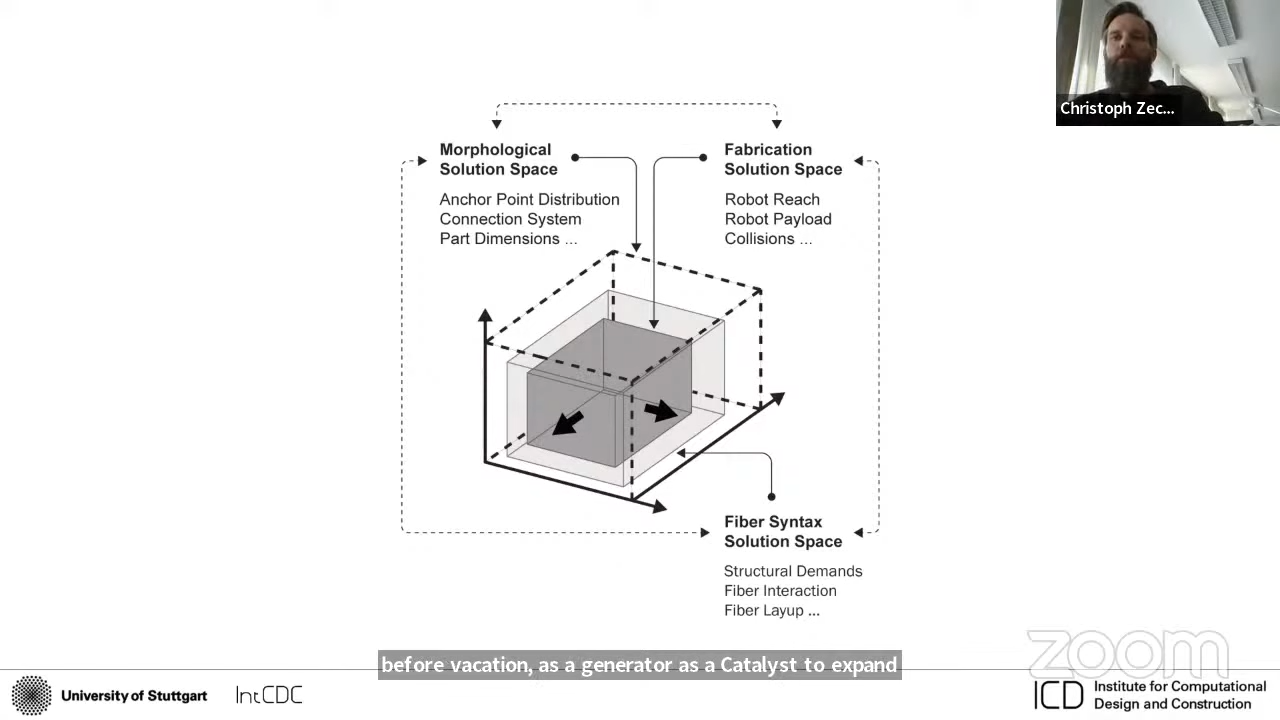 Christoph Zec...
Morphological
Solution Space
Anchor Point Distribution
Connection System
Part Dimensions ...
Fabrication
Solution Space
Robot Reach
Robot Payload
Collisions ...
Fiber Syntax
Solution Space
Structural Demands
Fiber Interaction
Fiber Layup ...
before vacation, as a generator as a Catalyst to expand
zoom
University of Stuttgart
IntCDC
ICD
Institute for Computational
Design and Construction